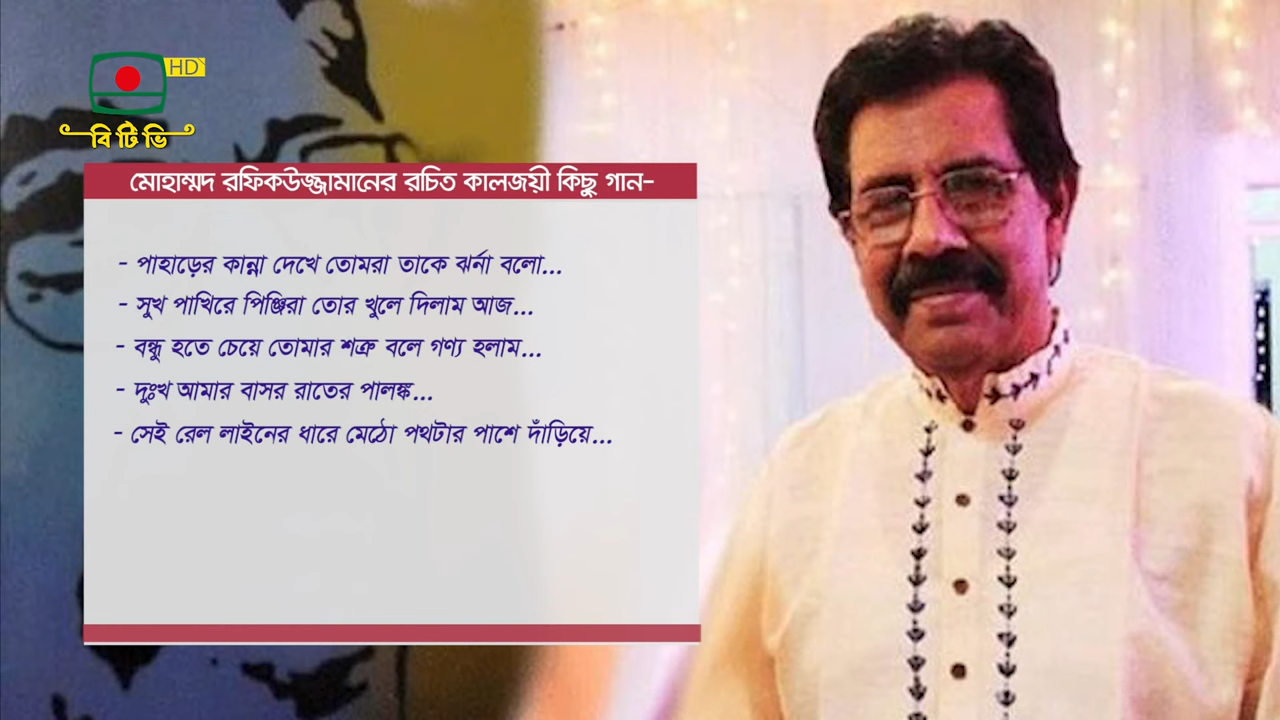 HD
বিটিভি
মোহাম্মদ রফিকউজ্জামানের রচিত কালজয়ী কিছু গান-
- পাহাড়ের কান্না দেখে তোমরা তাকে ঝর্না বলো...
- সুখ পাখিরে পিঞ্জিরা তোর খুলে দিলাম আজ...
- বন্ধু হতে চেয়ে তোমার শত্রু বলে গণ্য হলাম...
- দুঃখ আমার বাসর রাতের পালঙ্ক...
- সেই রেল লাইনের ধারে মেঠো পথটার পাশে দাঁড়িয়ে...